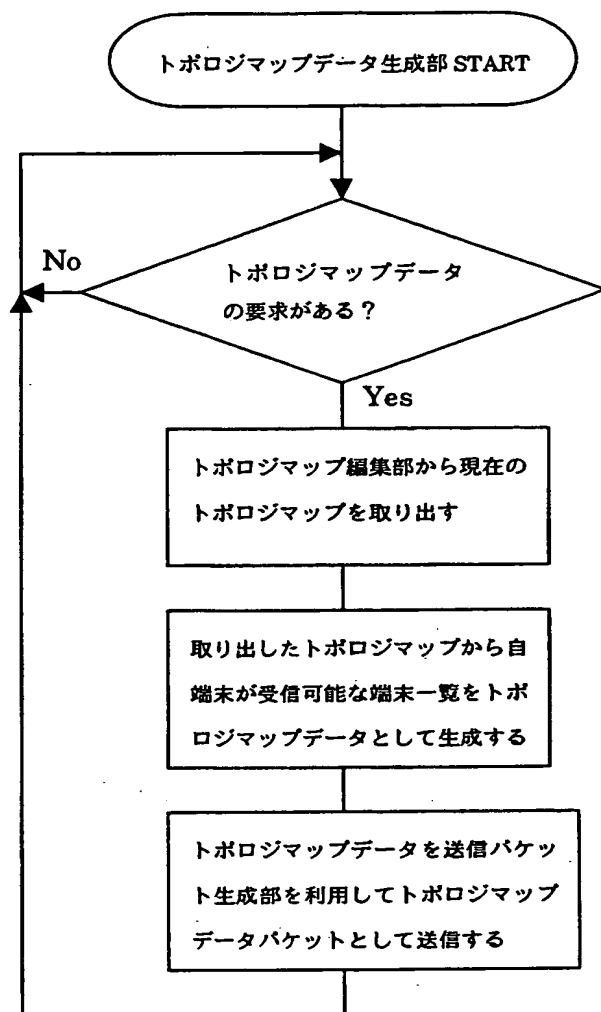 トポロジマップデータ生成部 START
No
トポロジマップデータ
の要求がある?
Yes
トポロジマップ編集部から現在の
トポロジマップを取り出す
取り出したトポロジマップから自
端末が受信可能な端末一覧をトポ
ロジマップデータとして生成する
トポロジマップデータを送信パケッ
ト生成部を利用してトポロジマップ
データパケットとして送信する